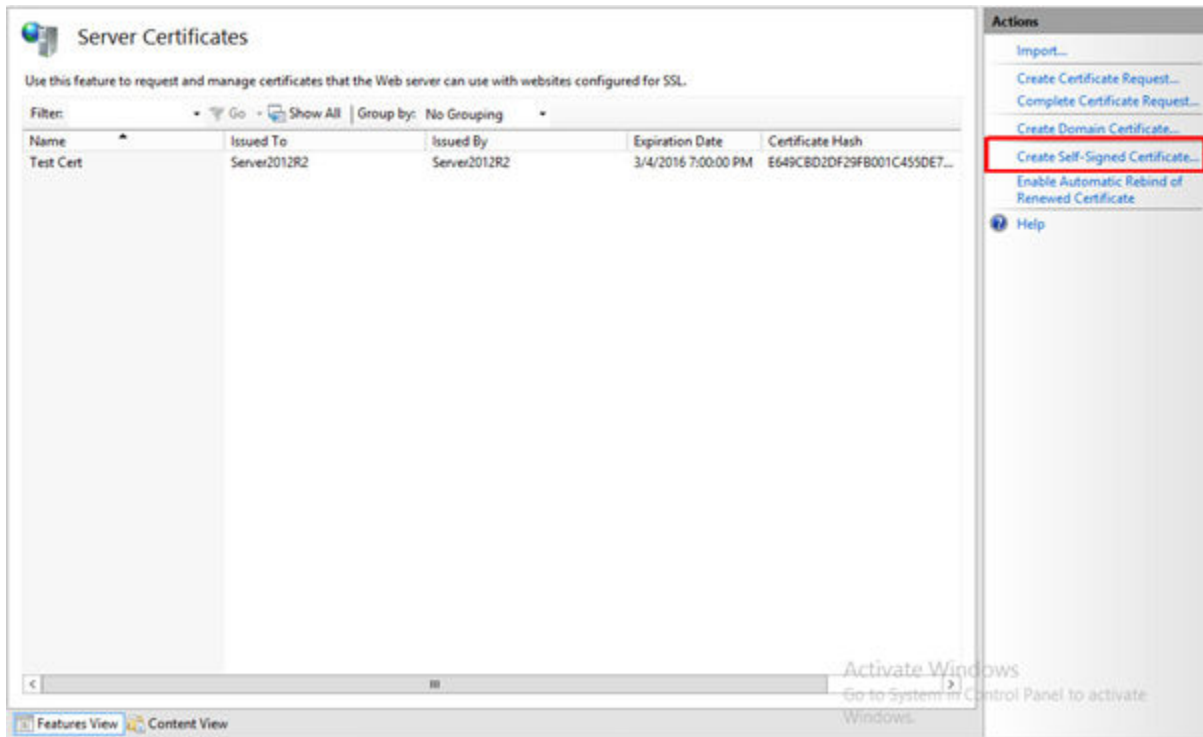 Server Certificates
Use this feature to request and manage certificates that the Web server can use with websites configured for SSL.
Filter: Go Show All Group by: No Grouping
Name Issued To Issued By Expiration Date Certificate Hash
Test Cert Server2012R2 Server2012R2 3/4/2016 7:00:00 PM E649CBD2DF29FB001C455DE7...
Features View Content View
Actions
Import...
Create Certificate Request...
Complete Certificate Request...
Create Domain Certificate...
Create Self-Signed Certificate...
Enable Automatic Rebind of
Renewed Certificate
Help
Activate Windows
Go to System in Control Panel to activate
Windows.